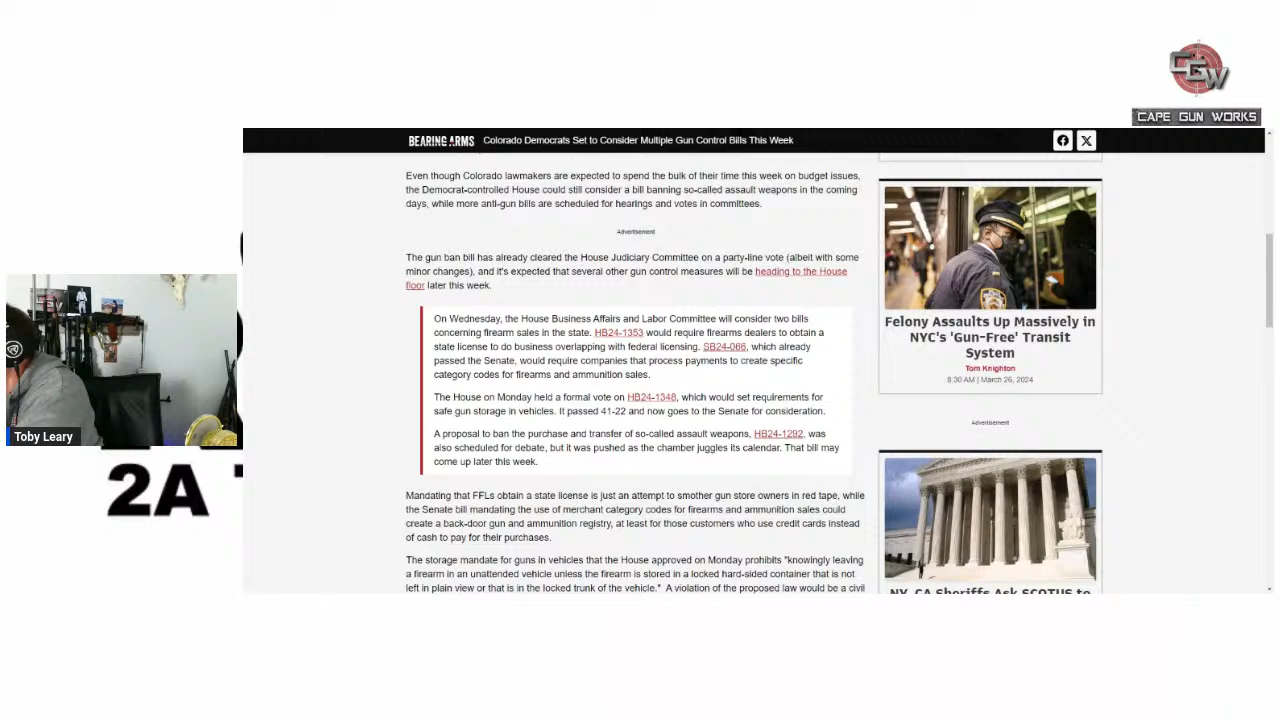 CGW
CAPE GUN WORKS
BEARING ARMS Colorado Democrats Set to Consider Multiple Gun Control Bills This Week
Even though Colorado lawmakers are expected to spend the bulk of their time this week on budget issues,
the Democrat-controlled House could still consider a bill banning so-called assault weapons in the coming
days, while more anti-gun bills are scheduled for hearings and votes in committees.
Advertisement
The gun ban bill has already cleared the House Judiciary Committee on a party-line vote (albeit with some
minor changes), and it's expected that several other gun control measures will be heading to the House
floor later this week.
On Wednesday, the House Business Affairs and Labor Committee will consider two bills
concerning firearm sales in the state. HB24-1353 would require firearms dealers to obtain a
state license to do business overlapping with federal licensing. SB24-066, which already
passed the Senate, would require companies that process payments to create specific
category codes for firearms and ammunition sales.
The House on Monday held a formal vote on HB24-1348, which would set requirements for
safe gun storage in vehicles. It passed 41-22 and now goes to the Senate for consideration.
A proposal to ban the purchase and transfer of so-called assault weapons, HB24-1292, was
also scheduled for debate, but it was pushed as the chamber juggles its calendar. That bill may
come up later this week.
Mandating that FFLs obtain a state license is just an attempt to smother gun store owners in red tape, while
the Senate bill mandating the use of merchant category codes for firearms and ammunition sales could
create a back-door gun and ammunition registry, at least for those customers who use credit cards instead
of cash to pay for their purchases.
The storage mandate for guns in vehicles that the House approved on Monday prohibits "knowingly leaving
a firearm in an unattended vehicle unless the firearm is stored in a locked hard-sided container that is not
left in plain view or that is in the locked trunk of the vehicle." A violation of the proposed law would be a civil
Felony Assaults Up Massively in
NYC's 'Gun-Free' Transit
System
Tom Knighton
8:30 AM | March 26, 2024
Advertisement
NY, CA Sheriffs Ask SCOTUS to
Toby Leary
2A